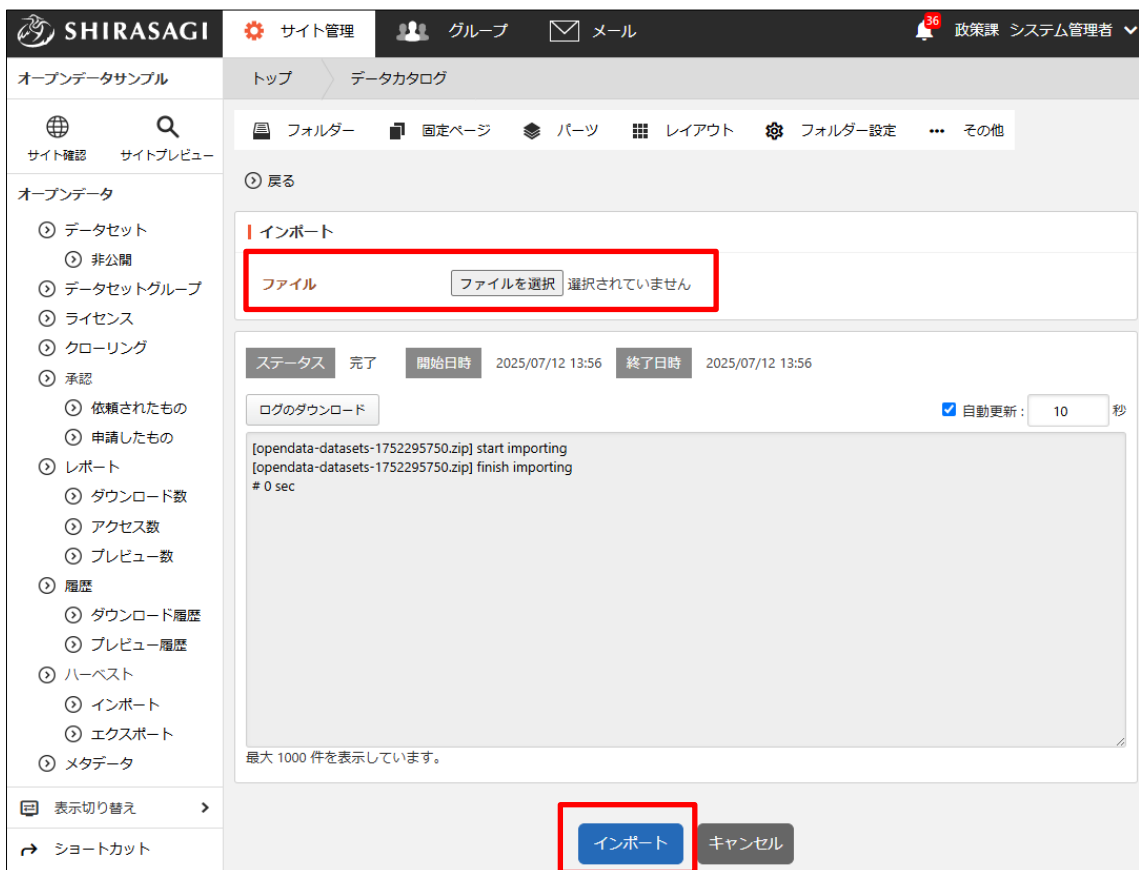 SHIRASAGI
サイト管理
グループ
メール
36
政策課 システム管理者
オープンデータサンプル
トップ
データカタログ
サイト確認
サイトプレビュー
フォルダー
固定ページ
パーツ
レイアウト
フォルダー設定
その他
オープンデータ
データセット
非公開
データセットグループ
ライセンス
クローリング
承認
依頼されたもの
申請したもの
レポート
ダウンロード数
アクセス数
プレビュー数
履歴
ダウンロード履歴
プレビュー履歴
ハーベスト
インポート
エクスポート
メタデータ
表示切り替え
ショートカット
戻る
インポート
ファイル ファイルを選択 選択されていません
ステータス 完了 開始日時 2025/07/12 13:56 終了日時 2025/07/12 13:56
ログのダウンロード
自動更新 : 10 秒
[opendata-datasets-1752295750.zip] start importing
[opendata-datasets-1752295750.zip] finish importing
# 0 sec
最大 1000 件を表示しています。
インポート
キャンセル